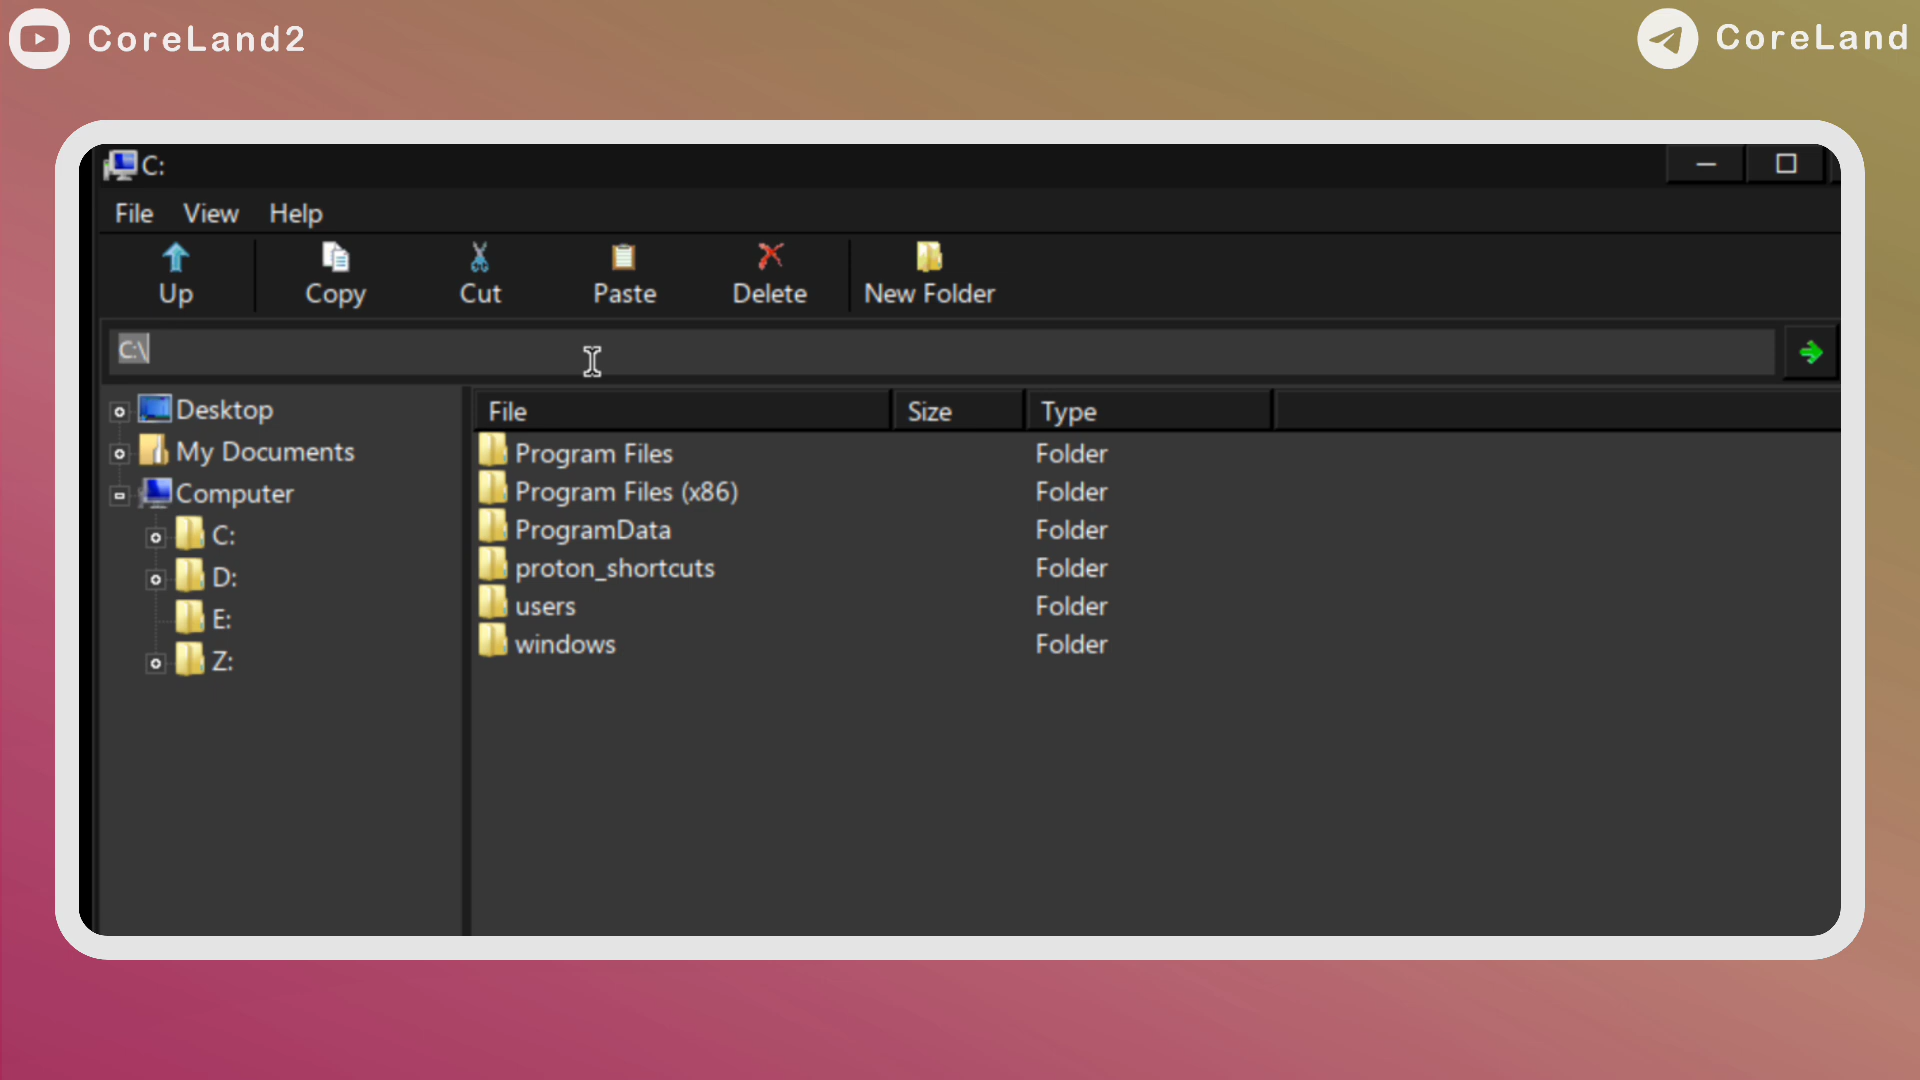 CoreLand2
CoreLand
C:
File View Help
Up Copy Cut Paste Delete New Folder
C:\
Desktop
My Documents
Computer
C:
D:
E:
Z:
File Size Type
Program Files Folder
Program Files (x86) Folder
ProgramData Folder
proton_shortcuts Folder
users Folder
windows Folder